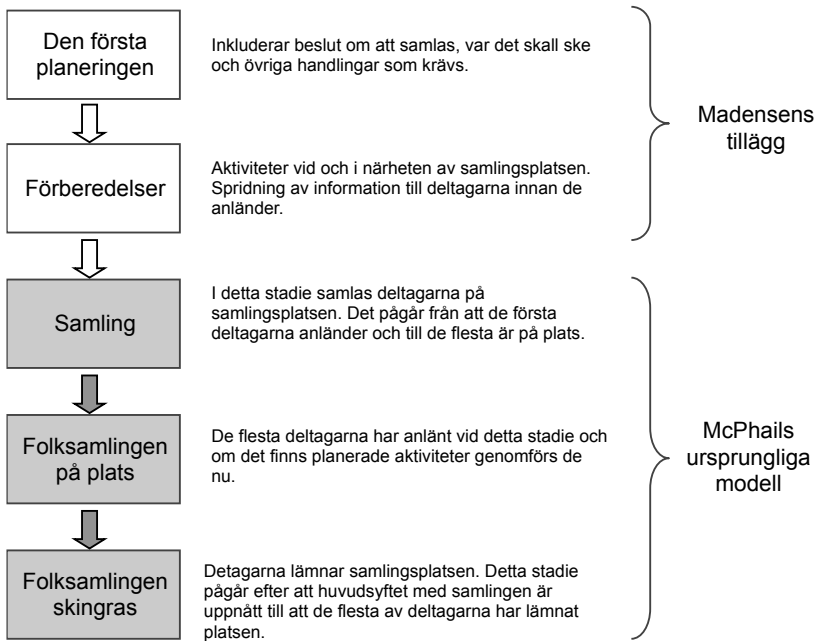 Den första
planeringen
Inkluderar beslut om att samlas, var det skall ske
och övriga handlingar som krävs.
Förberedelser
Aktiviteter vid och i närheten av samlingsplatsen.
Spridning av information till deltagarna innan de
anländer.
Madensens
tillägg
Samling
I detta stadie samlas deltagarna på
samlingsplatsen. Det pågår från att de första
deltagarna anländer och till de flesta är på plats.
Folksamlingen
på plats
De flesta deltagarna har anlänt vid detta stadie och
om det finns planerade aktiviteter genomförs de
nu.
Folksamlingen
skingras
Detagarna lämnar samlingsplatsen. Detta stadie
pågår efter att huvudsyftet med samlingen är
uppnått till att de flesta av deltagarna har lämnat
platsen.
McPhails
ursprungliga
modell